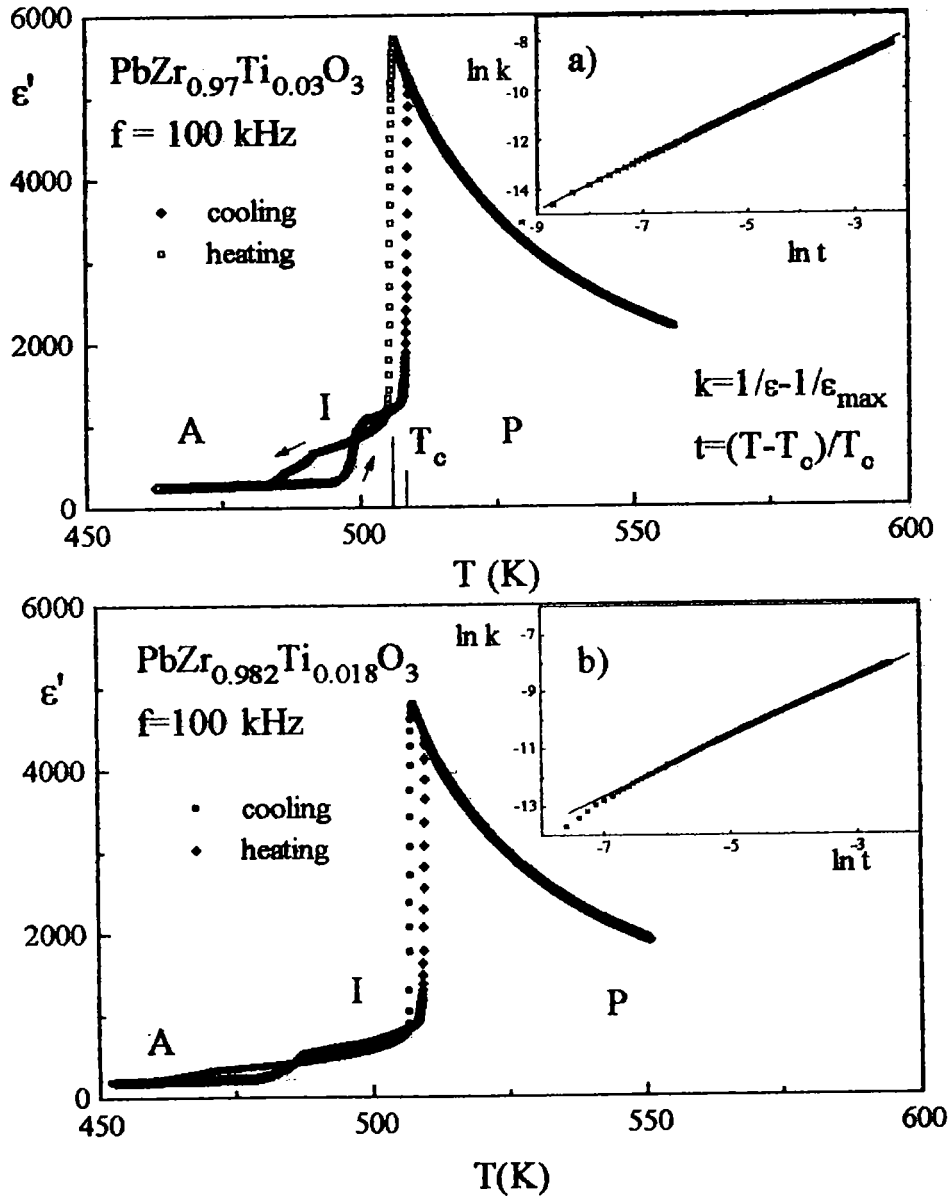 6000
PbZr0.97Ti0.03O3
ε'
f = 100 kHz
cooling
heating
4000
2000
0
A
I
Tc
P
k=1/ε-1/εmax
t=(T-Tc)/Tc
450
500
550
600
T (K)
ln k
a)
-8
-10
-12
-14
-9
-7
-5
-3
ln t
6000
PbZr0.982Ti0.018O3
ε'
f=100 kHz
cooling
heating
4000
2000
0
A
I
P
450
500
550
600
T(K)
ln k
b)
-7
-9
-11
-13
-7
-5
-3
ln t